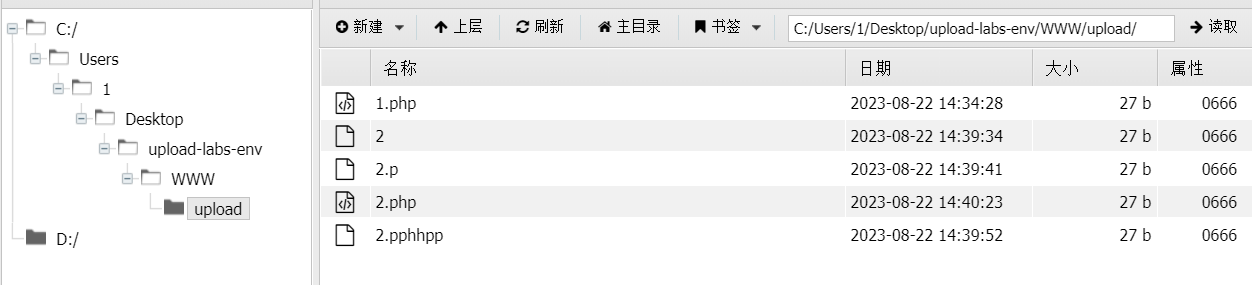 C:/
Users
1
Desktop
upload-labs-env
WWW
upload
D:/
新建 上层 刷新 主目录 书签 C:/Users/1/Desktop/upload-labs-env/WWW/upload/ 读取
名称 日期 大小 属性
1.php 2023-08-22 14:34:28 27 b 0666
2 2023-08-22 14:39:34 27 b 0666
2.p 2023-08-22 14:39:41 27 b 0666
2.php 2023-08-22 14:40:23 27 b 0666
2.pphhpp 2023-08-22 14:39:52 27 b 0666